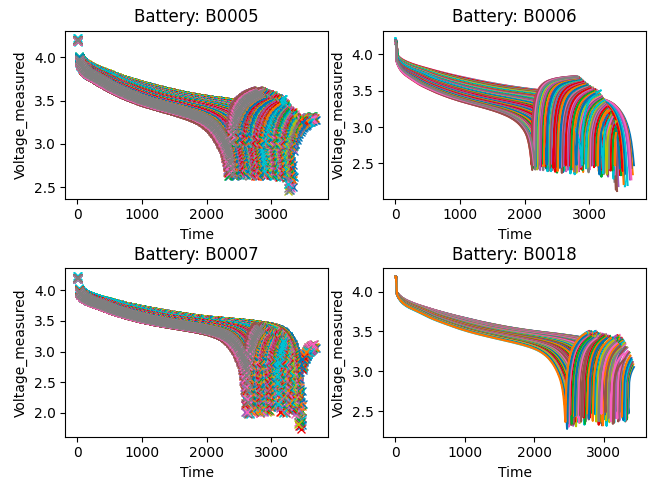 Battery: B0005
Voltage_measured
4.0
3.5
3.0
2.5
0 1000 2000 3000
Time
Battery: B0006
Voltage_measured
4.0
3.5
3.0
2.5
0 1000 2000 3000
Time
Battery: B0007
Voltage_measured
4.0
3.5
3.0
2.5
2.0
0 1000 2000 3000
Time
Battery: B0018
Voltage_measured
4.0
3.5
3.0
2.5
0 1000 2000 3000
Time